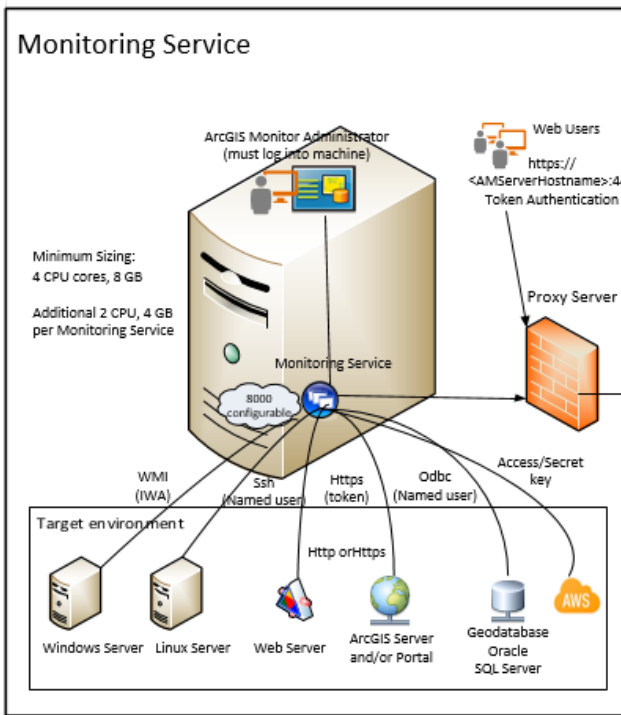 Monitoring Service
ArcGIS Monitor Administrator
(must log into machine)
Web Users
https://
<AMServerHostname>:44
Token Authentication
Minimum Sizing:
4 CPU cores, 8 GB
Additional 2 CPU, 4 GB
per Monitoring Service
Proxy Server
Monitoring Service
8000
configurable
WMI
(IWA)
Ssh
(Named user)
Https
(token)
Odbc
(Named user)
Access/Secret
key
Target environment
Http orHttps
Windows Server
Linux Server
Web Server
ArcGIS Server
and/or Portal
Geodatabase
Oracle
SQL Server
AWS